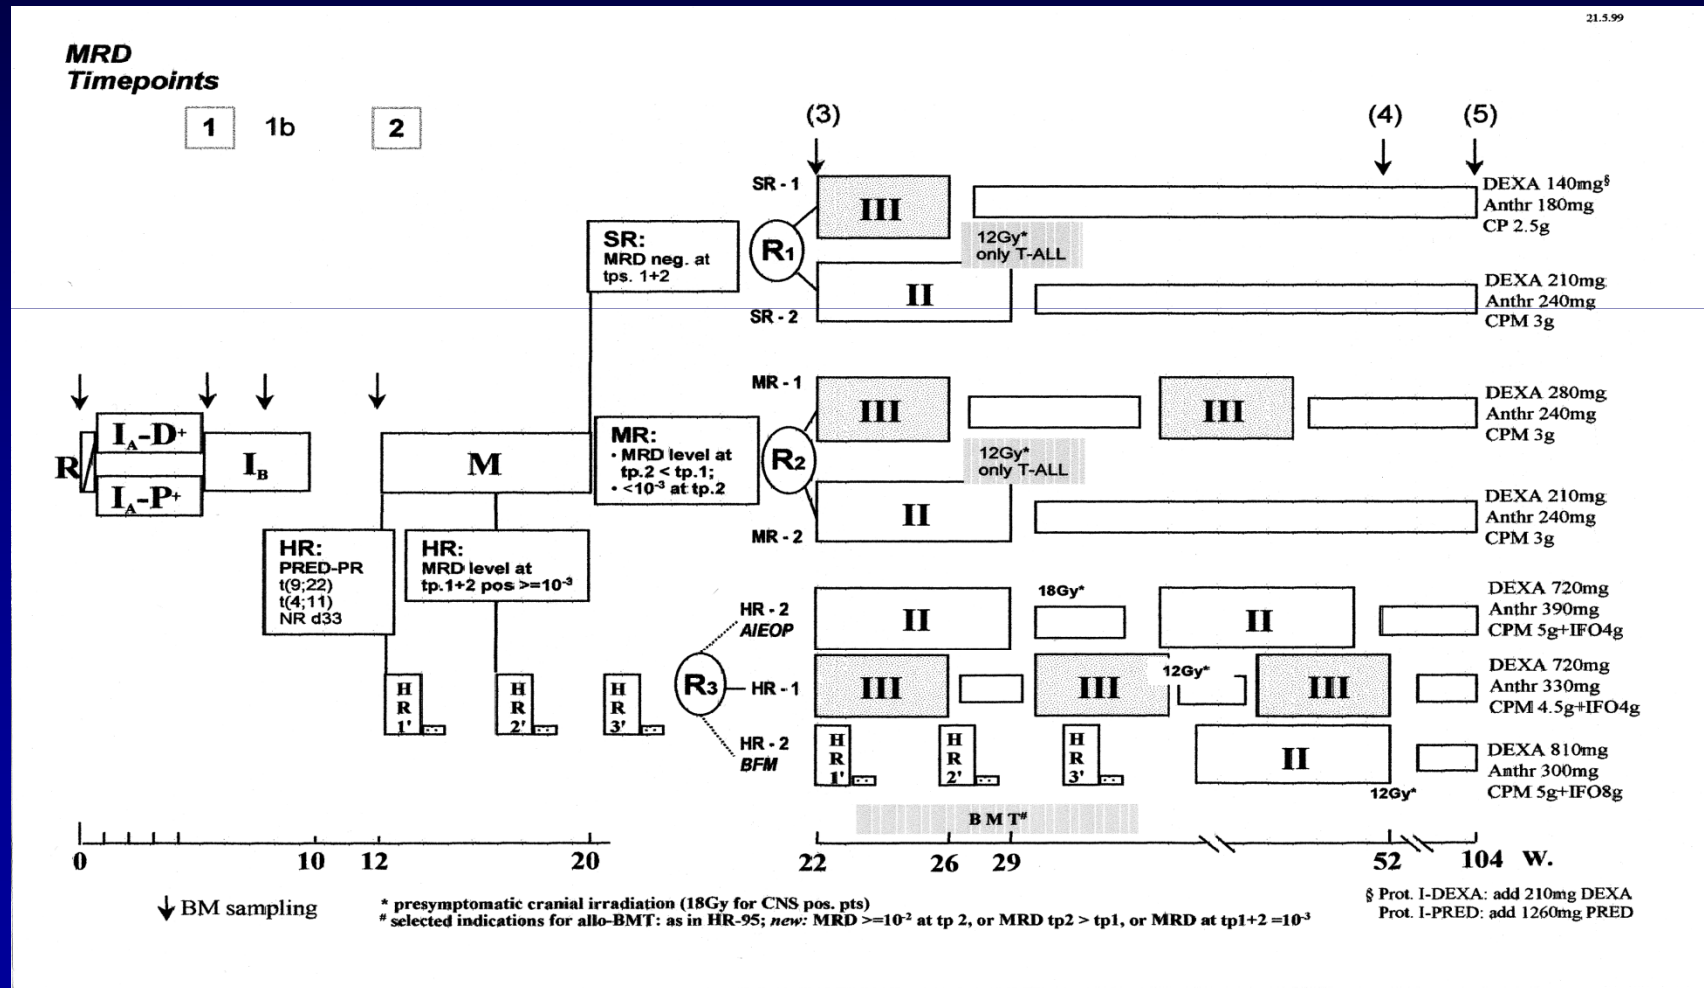 21.5.99
MRD
Timepoints
1 1b 2
(3) (4) (5)
SR - 1
III
DEXA 140mg§
Anthr 180mg
CP 2.5g
SR:
MRD neg. at
tps. 1+2
R1
12Gy*
only T-ALL
II
SR - 2
DEXA 210mg
Anthr 240mg
CPM 3g
MR - 1
III
III
DEXA 280mg
Anthr 240mg
CPM 3g
R
IA-D+
IA-P+
IB
M
MR:
· MRD level at
tp.2 < tp.1;
· <10-3 at tp.2
R2
12Gy*
only T-ALL
II
MR - 2
DEXA 210mg
Anthr 240mg
CPM 3g
HR:
PRED-PR
t(9;22)
t(4;11)
NR d33
HR:
MRD level at
tp.1+2 pos >=10-3
HR - 2
AIEOP
II
18Gy*
II
DEXA 720mg
Anthr 390mg
CPM 5g+IFO4g
HR 1'
HR 2'
HR 3'
R3
HR - 1
III
III
12Gy*
III
DEXA 720mg
Anthr 330mg
CPM 4.5g+IFO4g
HR - 2
BFM
HR 1'
HR 2'
HR 3'
II
12Gy*
DEXA 810mg
Anthr 300mg
CPM 5g+IFO8g
BMT#
0 10 12 20 22 26 29 52 104 w.
BM sampling
* presymptomatic cranial irradiation (18Gy for CNS pos. pts)
# selected indications for allo-BMT: as in HR-95; new: MRD >=10-2 at tp 2, or MRD tp2 > tp1, or MRD at tp1+2 =10-3
§ Prot. I-DEXA: add 210mg DEXA
Prot. I-PRED: add 1260mg PRED